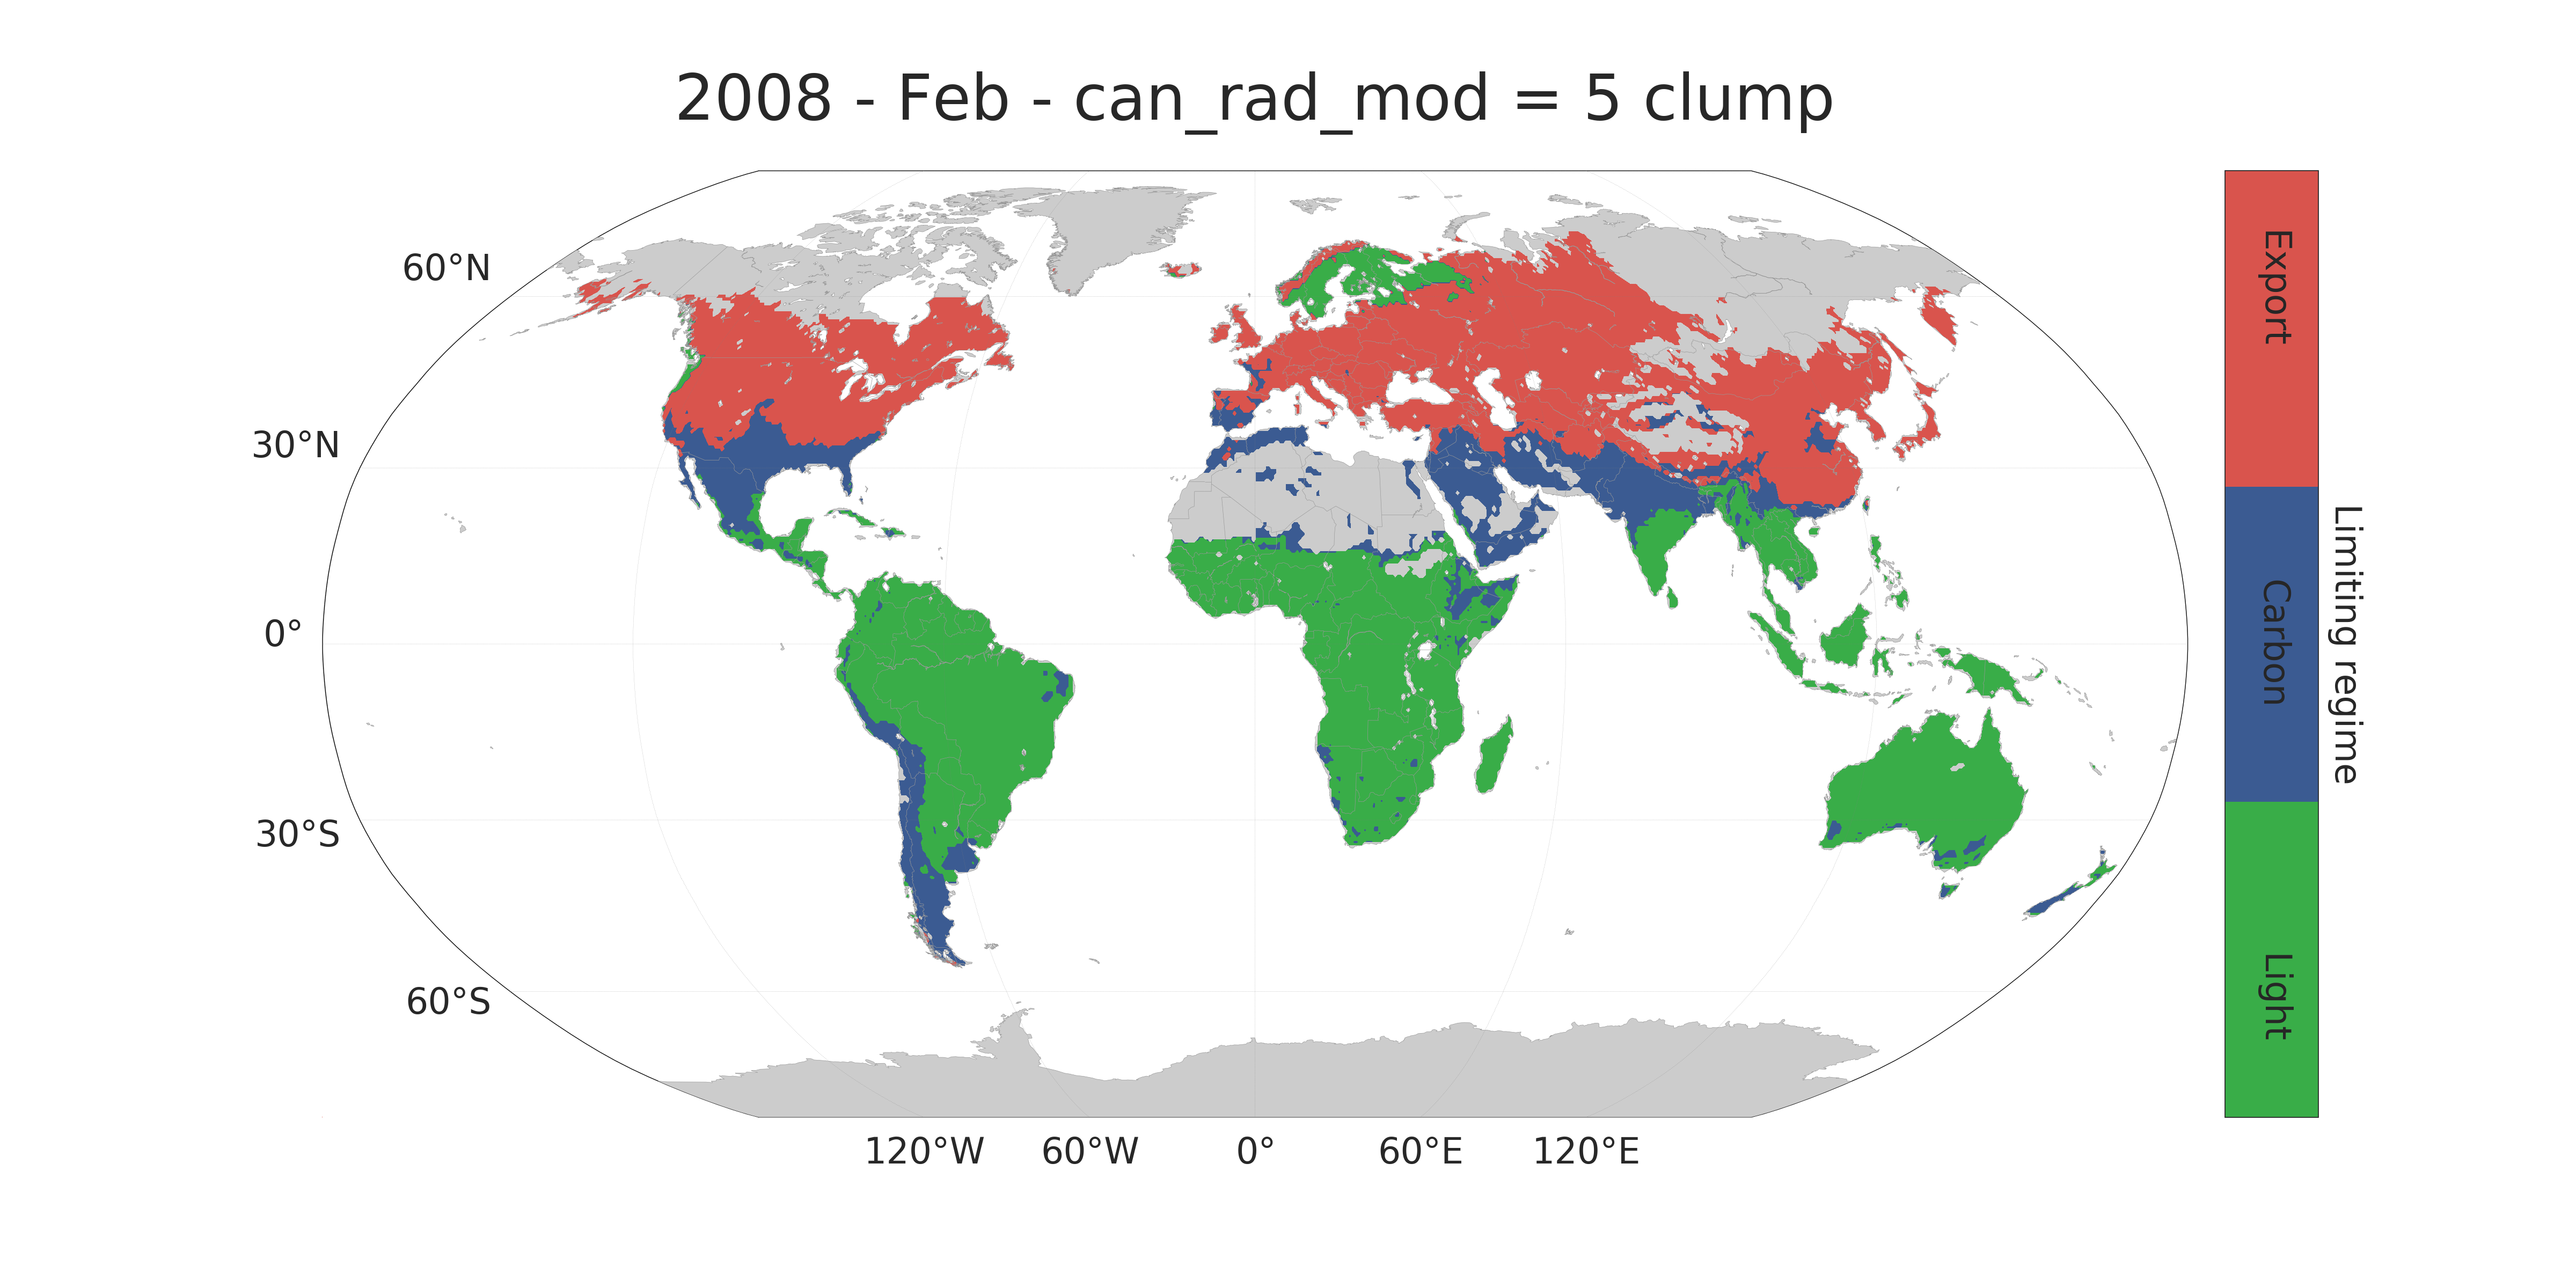 2008 - Feb - can_rad_mod = 5 clump
60°N
30°N
0°
30°S
60°S
120°W
60°W
0°
60°E
120°E
Export
Carbon
Light
Limiting regime